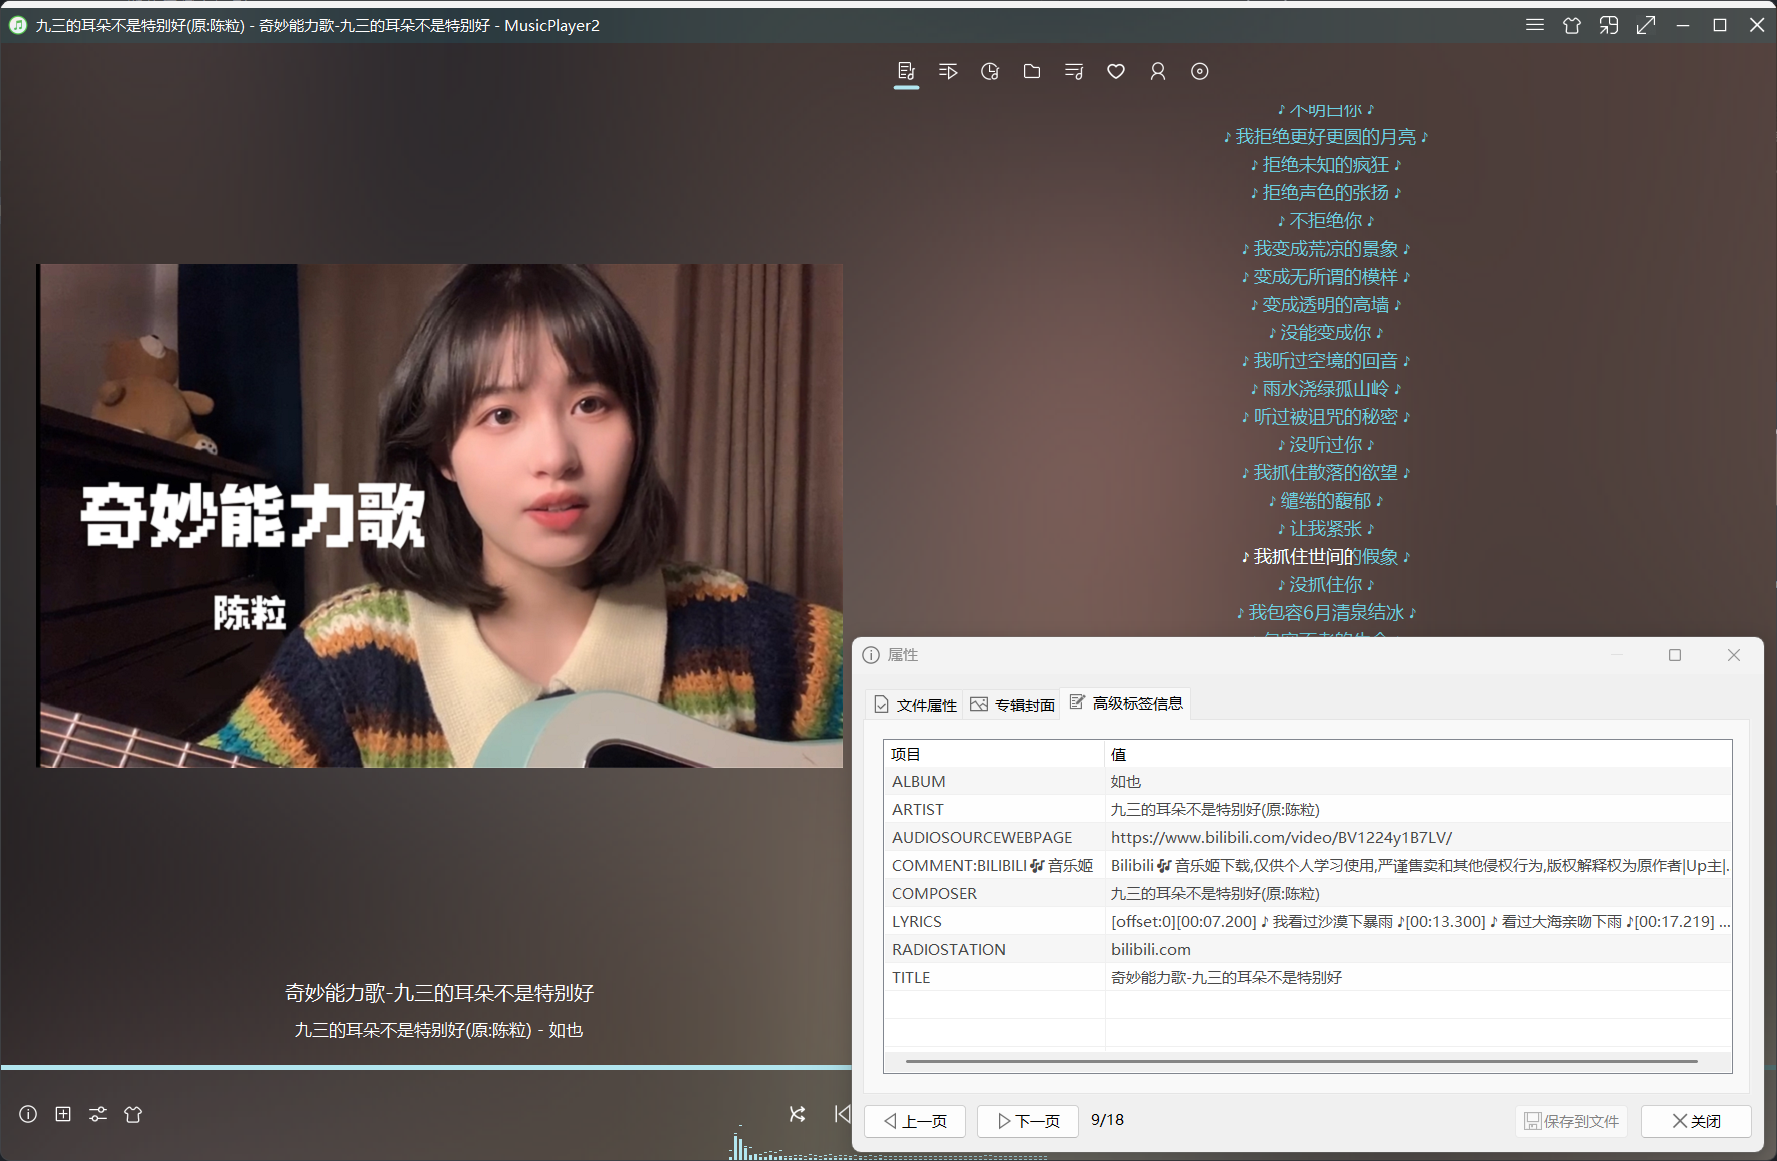 九三的耳朵不是特别好(原:陈粒) - 奇妙能力歌-九三的耳朵不是特别好 - MusicPlayer2
♪ 不明白你 ♪
♪ 我拒绝更好更圆的月亮 ♪
♪ 拒绝未知的疯狂 ♪
♪ 拒绝声色的张扬 ♪
♪ 不拒绝你 ♪
♪ 我变成荒凉的景象 ♪
♪ 变成无所谓的模样 ♪
♪ 变成透明的高墙 ♪
♪ 没能变成你 ♪
♪ 我听过空境的回音 ♪
♪ 雨水浇绿孤山岭 ♪
♪ 听过被诅咒的秘密 ♪
♪ 没听过你 ♪
♪ 我抓住散落的欲望 ♪
♪ 缱绻的馥郁 ♪
♪ 让我紧张 ♪
♪ 我抓住世间的假象 ♪
♪ 没抓住你 ♪
♪ 我包容6月清泉结冰 ♪
奇妙能力歌
陈粒
奇妙能力歌-九三的耳朵不是特别好
九三的耳朵不是特别好(原:陈粒) - 如也
属性
文件属性 专辑封面 高级标签信息
项目 值
ALBUM 如也
ARTIST 九三的耳朵不是特别好(原:陈粒)
AUDIOSOURCEWEBPAGE https://www.bilibili.com/video/BV1224y1B7LV/
COMMENT:BILIBILI🎶音乐姬 Bilibili🎶音乐姬下载,仅供个人学习使用,严谨售卖和其他侵权行为,版权解释权为原作者|Up主|...
COMPOSER 九三的耳朵不是特别好(原:陈粒)
LYRICS [offset:0][00:07.200]♪ 我看过沙漠下暴雨 ♪[00:13.300]♪ 看过大海亲吻下雨 ♪[00:17.219] ...
RADIOSTATION bilibili.com
TITLE 奇妙能力歌-九三的耳朵不是特别好
上一页 下一页 9/18 保存到文件 关闭